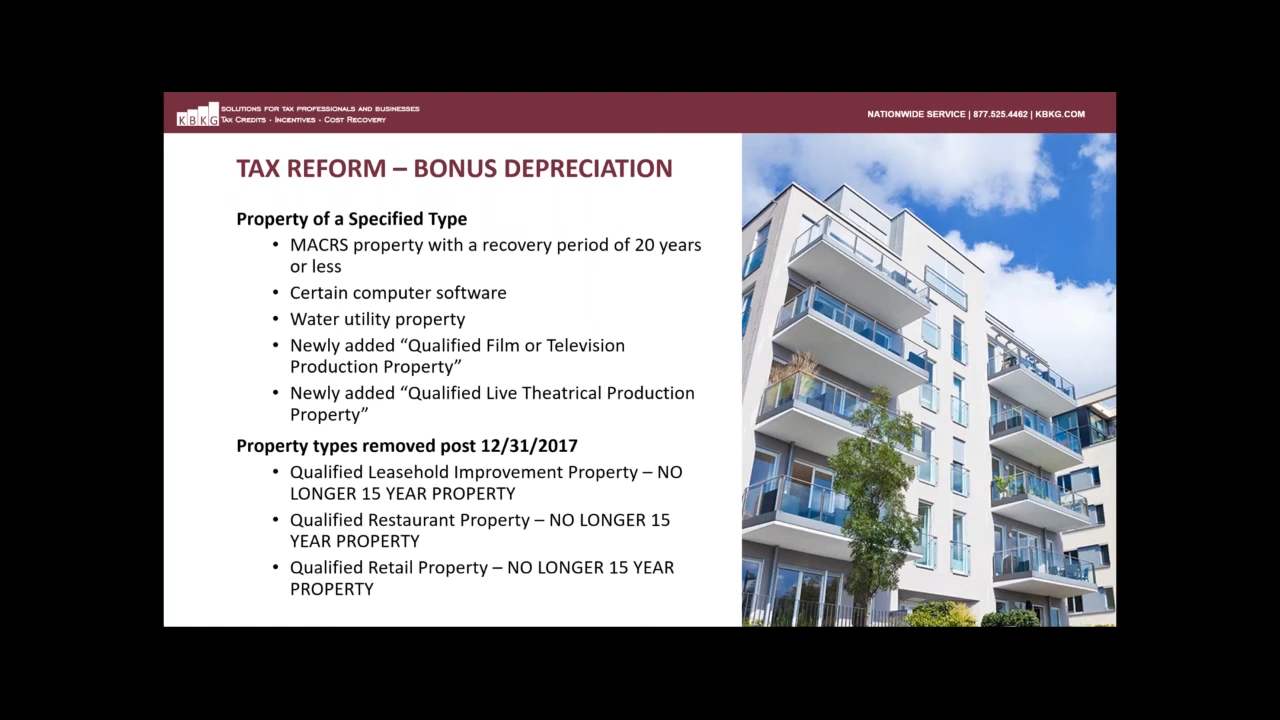 KBKG
SOLUTIONS FOR TAX PROFESSIONALS AND BUSINESSES
TAX CREDITS · INCENTIVES · COST RECOVERY
NATIONWIDE SERVICE | 877.525.4462 | KBKG.COM
TAX REFORM – BONUS DEPRECIATION
Property of a Specified Type
• MACRS property with a recovery period of 20 years
or less
• Certain computer software
• Water utility property
• Newly added “Qualified Film or Television
Production Property”
• Newly added “Qualified Live Theatrical Production
Property”
Property types removed post 12/31/2017
• Qualified Leasehold Improvement Property – NO
LONGER 15 YEAR PROPERTY
• Qualified Restaurant Property – NO LONGER 15
YEAR PROPERTY
• Qualified Retail Property – NO LONGER 15 YEAR
PROPERTY